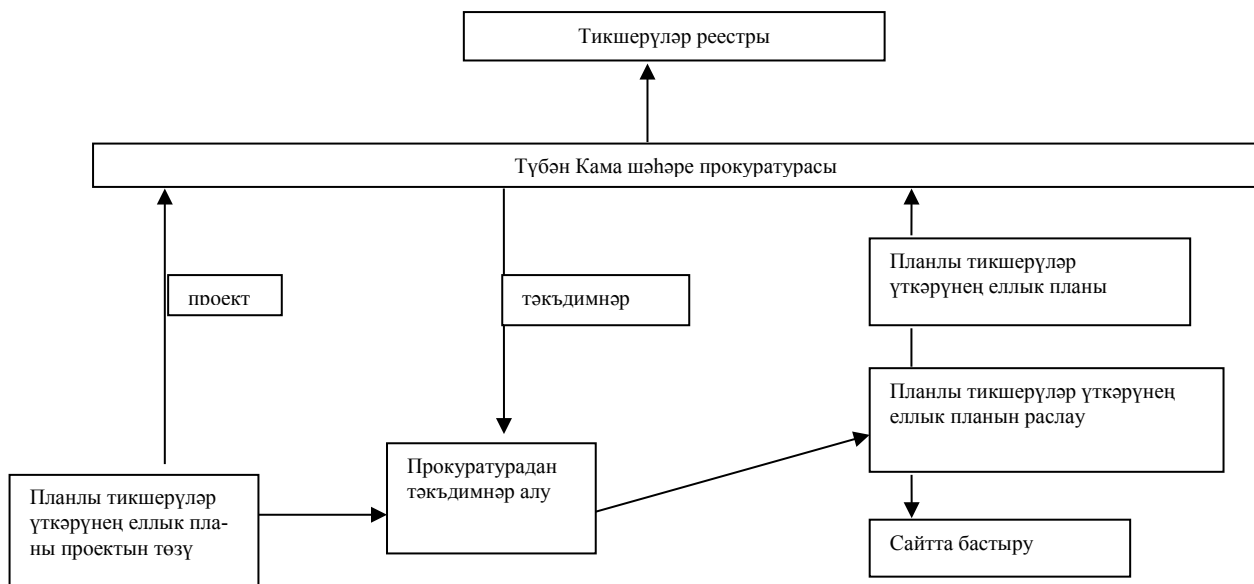 Тикшерүләр реестры
Түбән Кама шәһәре прокуратурасы
проект
тәкъдимнәр
Планлы тикшерүләр
үткәрүнең еллык планы
Планлы тикшерүләр үткәрүнең
еллык планын раслау
Прокуратурадан
тәкъдимнәр алу
Планлы тикшерүләр
үткәрүнең еллык пла-
ны проектын төзү
Сайтта бастыру